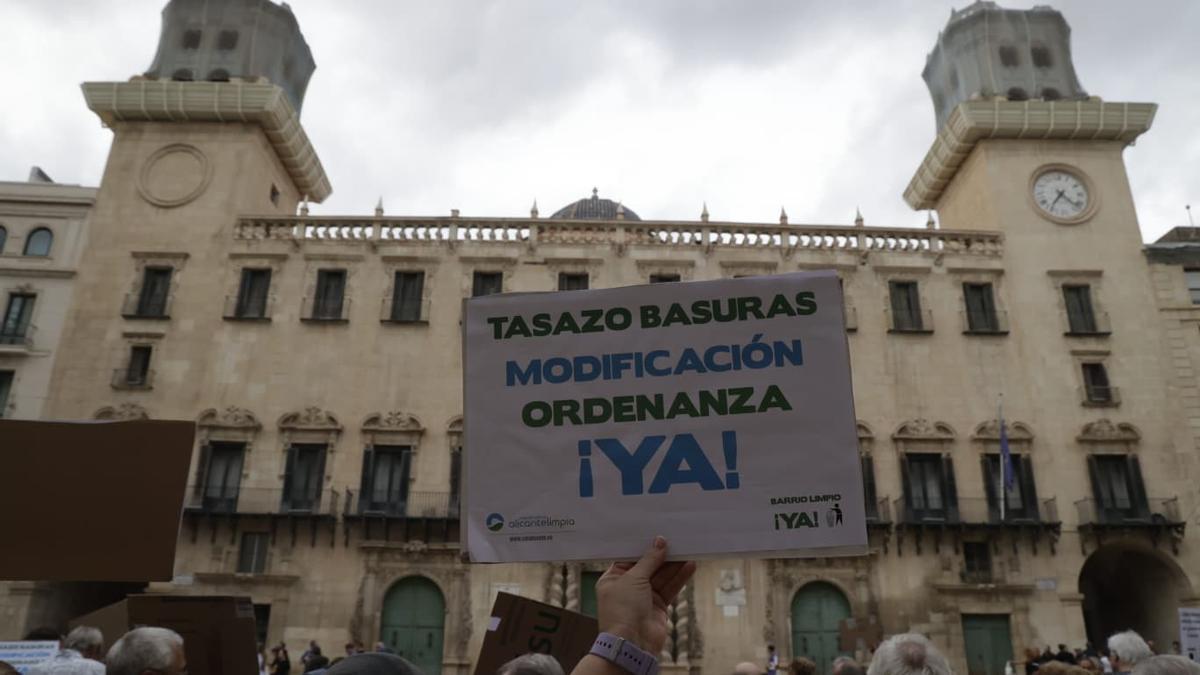 TASAZO BASURAS
MODIFICACIÓN
ORDENANZA
¡YA!
alicantelimpia
BARRIO LIMPIO
¡YA!